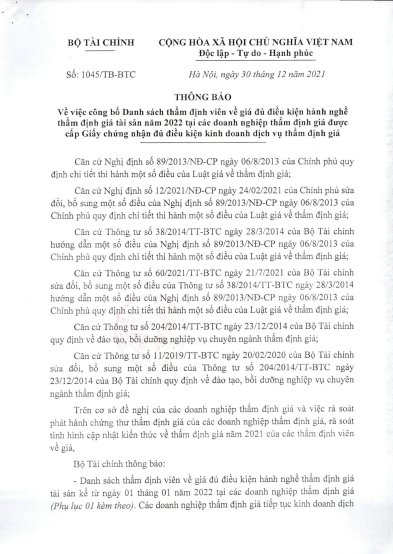 BỘ TÀI CHÍNH
CỘNG HÒA XÃ HỘI CHỦ NGHĨA VIỆT NAM
Độc lập - Tự do - Hạnh phúc
Số: 1045/TB-BTC
Hà Nội, ngày 30 tháng 12 năm 2021
THÔNG BÁO
Về việc công bố Danh sách thẩm định viên về giá đủ điều kiện hành nghề
thẩm định giá tài sản năm 2022 tại các doanh nghiệp thẩm định giá được
cấp Giấy chứng nhận đủ điều kiện kinh doanh dịch vụ thẩm định giá
Căn cứ Nghị định số 89/2013/NĐ-CP ngày 06/8/2013 của Chính phủ quy
định chi tiết thi hành một số điều của Luật giá về thẩm định giá;
Căn cứ Nghị định số 12/2021/NĐ-CP ngày 24/02/2021 của Chính phủ sửa
đổi, bổ sung một số điều của Nghị định số 89/2013/NĐ-CP ngày 06/8/2013 của
Chính phủ quy định chi tiết thi hành một số điều của Luật giá về thẩm định giá;
Căn cứ Thông tư số 38/2014/TT-BTC ngày 28/3/2014 của Bộ Tài chính
hướng dẫn một số điều của Nghị định số 89/2013/NĐ-CP ngày 06/8/2013 của
Chính phủ quy định chi tiết thi hành một số điều của Luật giá về thẩm định giá;
Căn cứ Thông tư số 60/2021/TT-BTC ngày 21/7/2021 của Bộ Tài chính
sửa đổi, bổ sung một số điều của Thông tư số 38/2014/TT-BTC ngày 28/3/2014
hướng dẫn một số điều của Nghị định số 89/2013/NĐ-CP ngày 06/8/2013 của
Chính phủ quy định chi tiết thi hành một số điều của Luật giá về thẩm định giá;
Căn cứ Thông tư số 204/2014/TT-BTC ngày 23/12/2014 của Bộ Tài chính
quy định về đào tạo, bồi dưỡng nghiệp vụ chuyên ngành thẩm định giá;
Căn cứ Thông tư số 11/2019/TT-BTC ngày 20/02/2020 của Bộ Tài chính
sửa đổi, bổ sung một số điều của Thông tư số 204/2014/TT-BTC ngày
23/12/2014 của Bộ Tài chính quy định về đào tạo, bồi dưỡng nghiệp vụ chuyên
ngành thẩm định giá;
Trên cơ sở đề nghị của các doanh nghiệp thẩm định giá và việc rà soát
phát hành chứng thư thẩm định giá của các doanh nghiệp thẩm định giá, rà soát
tình hình cập nhật kiến thức về thẩm định giá năm 2021 của các thẩm định viên
về giá,
Bộ Tài chính thông báo:
- Danh sách thẩm định viên về giá đủ điều kiện hành nghề thẩm định giá
tài sản kể từ ngày 01 tháng 01 năm 2022 tại các doanh nghiệp thẩm định giá
(Phụ lục 01 kèm theo). Các doanh nghiệp thẩm định giá tiếp tục kinh doanh dịch